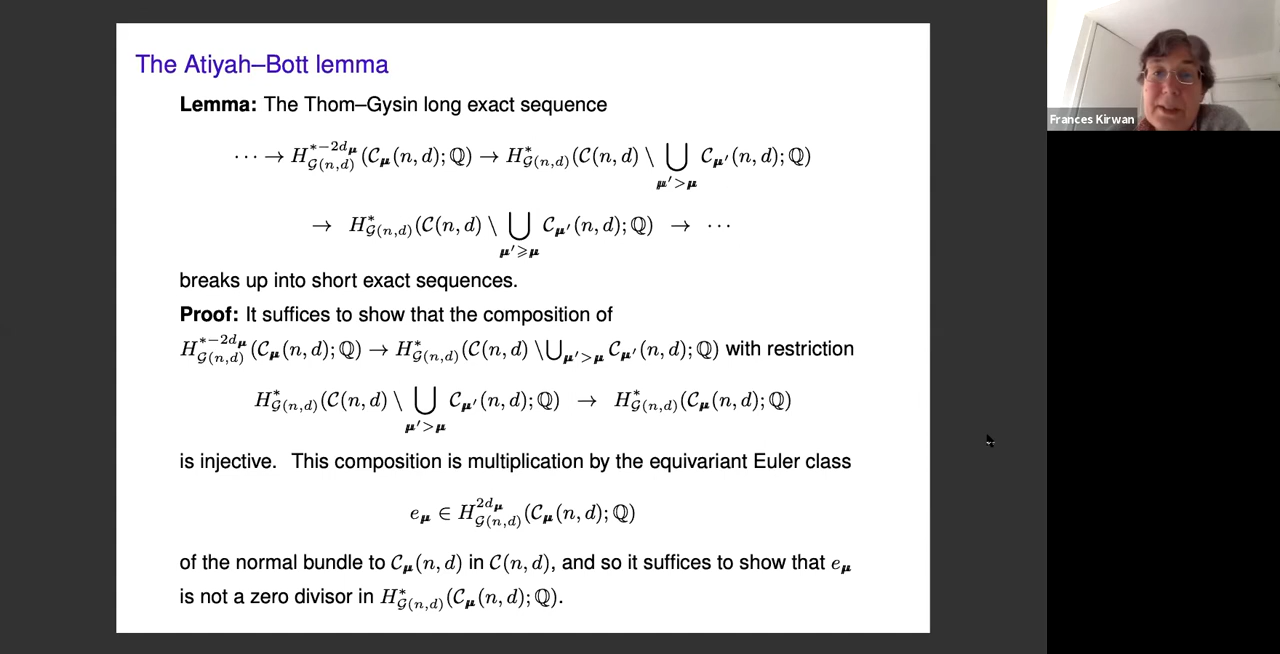 The Atiyah–Bott lemma
Lemma: The Thom–Gysin long exact sequence
⋯ → H^{*−2d_μ}_{𝒢(n,d)}(𝒞_μ(n, d); ℚ) → H^*_{𝒢(n,d)}(𝒞(n, d) \ ⋃_{μ′>μ} 𝒞_{μ′}(n, d); ℚ)
→ H^*_{𝒢(n,d)}(𝒞(n, d) \ ⋃_{μ′⩾μ} 𝒞_{μ′}(n, d); ℚ) → ⋯
breaks up into short exact sequences.
Proof: It suffices to show that the composition of
H^{*−2d_μ}_{𝒢(n,d)}(𝒞_μ(n, d); ℚ) → H^*_{𝒢(n,d)}(𝒞(n, d) \ ⋃_{μ′>μ} 𝒞_{μ′}(n, d); ℚ) with restriction
H^*_{𝒢(n,d)}(𝒞(n, d) \ ⋃_{μ′>μ} 𝒞_{μ′}(n, d); ℚ) → H^*_{𝒢(n,d)}(𝒞_μ(n, d); ℚ)
is injective. This composition is multiplication by the equivariant Euler class
e_μ ∈ H^{2d_μ}_{𝒢(n,d)}(𝒞_μ(n, d); ℚ)
of the normal bundle to 𝒞_μ(n, d) in 𝒞(n, d), and so it suffices to show that e_μ
is not a zero divisor in H^*_{𝒢(n,d)}(𝒞_μ(n, d); ℚ).
Frances Kirwan